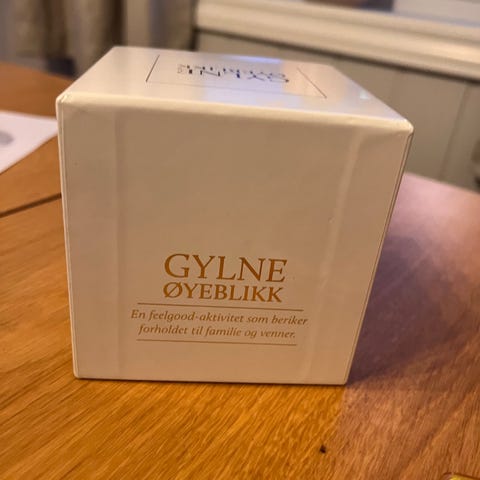 GYLNE
ØYEBLIKK
En feelgood-aktivitet som beriker
forholdet til familie og venner.